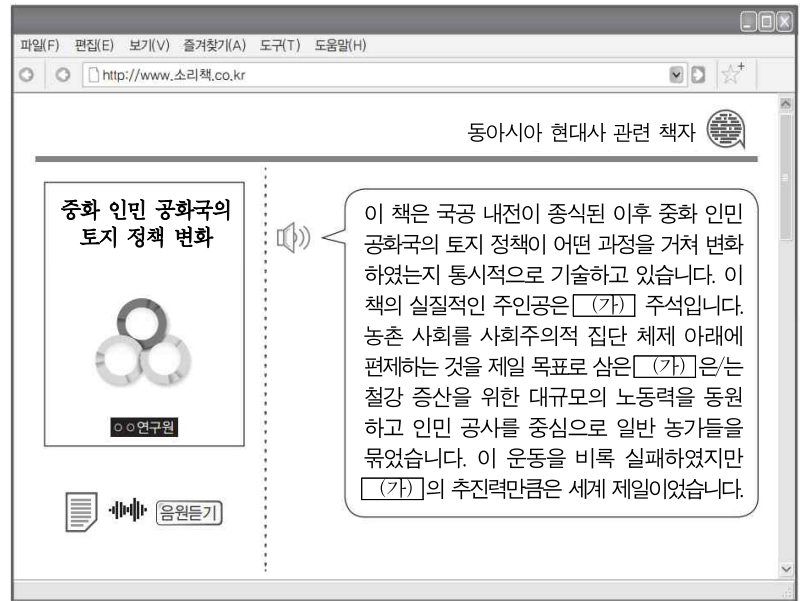 파일(F) 편집(E) 보기(V) 즐겨찾기(A) 도구(T) 도움말(H)
http://www.소리책.co.kr
동아시아 현대사 관련 책자
중화 인민 공화국의
토지 정책 변화
○○연구원
음원듣기
이 책은 국공 내전이 종식된 이후 중화 인민
공화국의 토지 정책이 어떤 과정을 거쳐 변화
하였는지 통시적으로 기술하고 있습니다. 이
책의 실질적인 주인공은 (가) 주석입니다.
농촌 사회를 사회주의적 집단 체제 아래에
편제하는 것을 제일 목표로 삼은 (가) 은/는
철강 증산을 위한 대규모의 노동력을 동원
하고 인민 공사를 중심으로 일반 농가들을
묶었습니다. 이 운동을 비록 실패하였지만
(가) 의 추진력만큼은 세계 제일이었습니다.